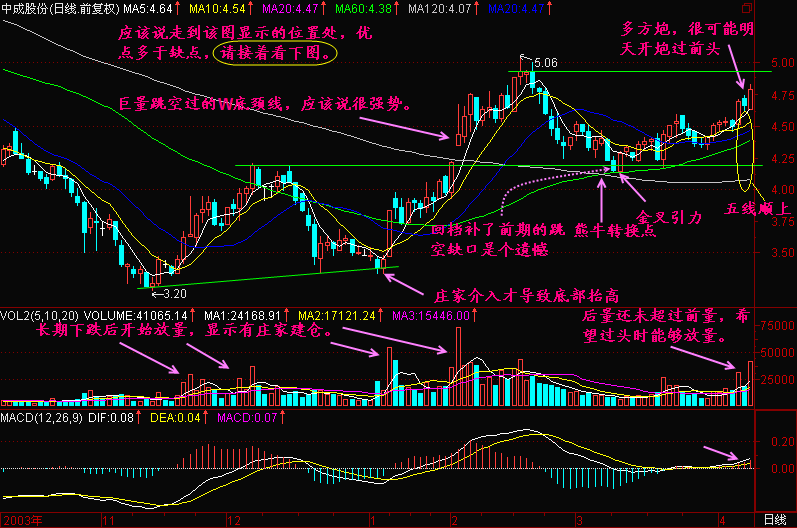 中成股份(日线.前复权) MA5:4.64 MA10:4.54 MA20:4.47 MA60:4.38 MA120:4.07 MA20:4.47
应该说走到该图显示的位置处，优
点多于缺点，请接着看下图。
多方炮，很可能明
天开炮过前头
5.06
5.00
巨量跳空过的W底颈线，应该说很强势。
4.75
4.50
4.25
4.00
五线顺上
金叉引力
3.75
回档补了前期的跳
空缺口是个遗憾
熊牛转换点
3.50
←3.20
庄家介入才导致底部抬高
VOL2(5,10,20) VOLUME:41065.14 MA1:24168.91 MA2:17121.24 MA3:15446.00
后量还未超过前量，希
望过头时能够放量。
长期下跌后开始放量，显示有庄家建仓。
75000
50000
25000
MACD(12,26,9) DIF:0.08 DEA:0.04 MACD:0.07
0.20
0.00
2003年 11 12 1 2 3 4 日线